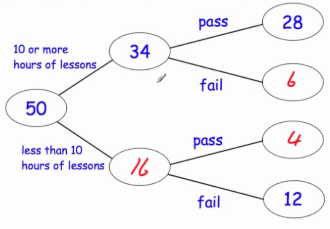 pass
28
10 or more
hours of lessons
34
fail
6
50
pass
4
less than 10
hours of lessons
16
fail
12